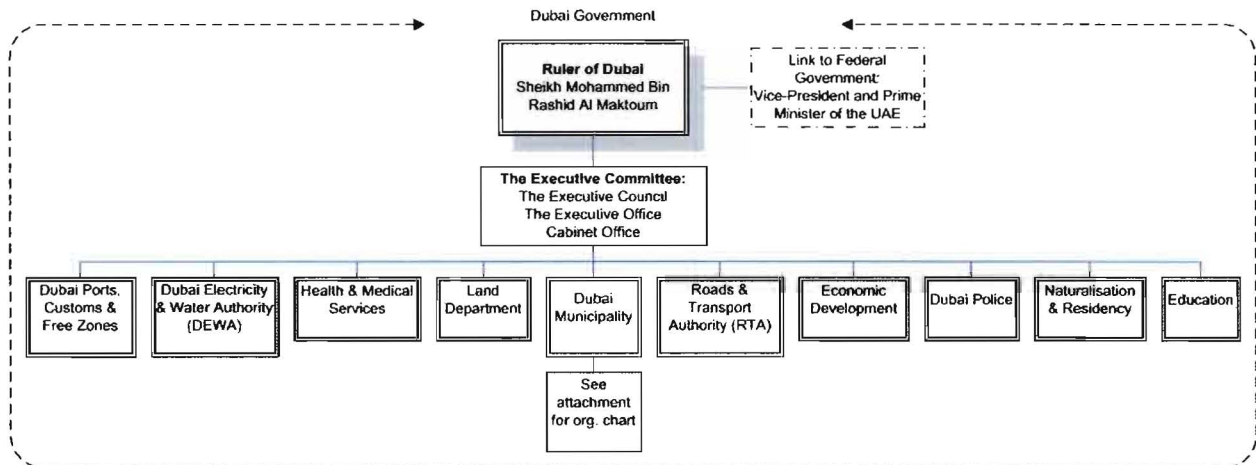 Dubai Government
Ruler of Dubai
Sheikh Mohammed Bin
Rashid Al Maktoum
Link to Federal
Government:
Vice-President and Prime
Minister of the UAE
The Executive Committee:
The Executive Council
The Executive Office
Cabinet Office
Dubai Ports,
Customs &
Free Zones
Dubai Electricity
& Water Authority
(DEWA)
Health & Medical
Services
Land
Department
Dubai
Municipality
Roads &
Transport
Authority (RTA)
Economic
Development
Dubai Police
Naturalisation
& Residency
Education
See
attachment
for org. chart